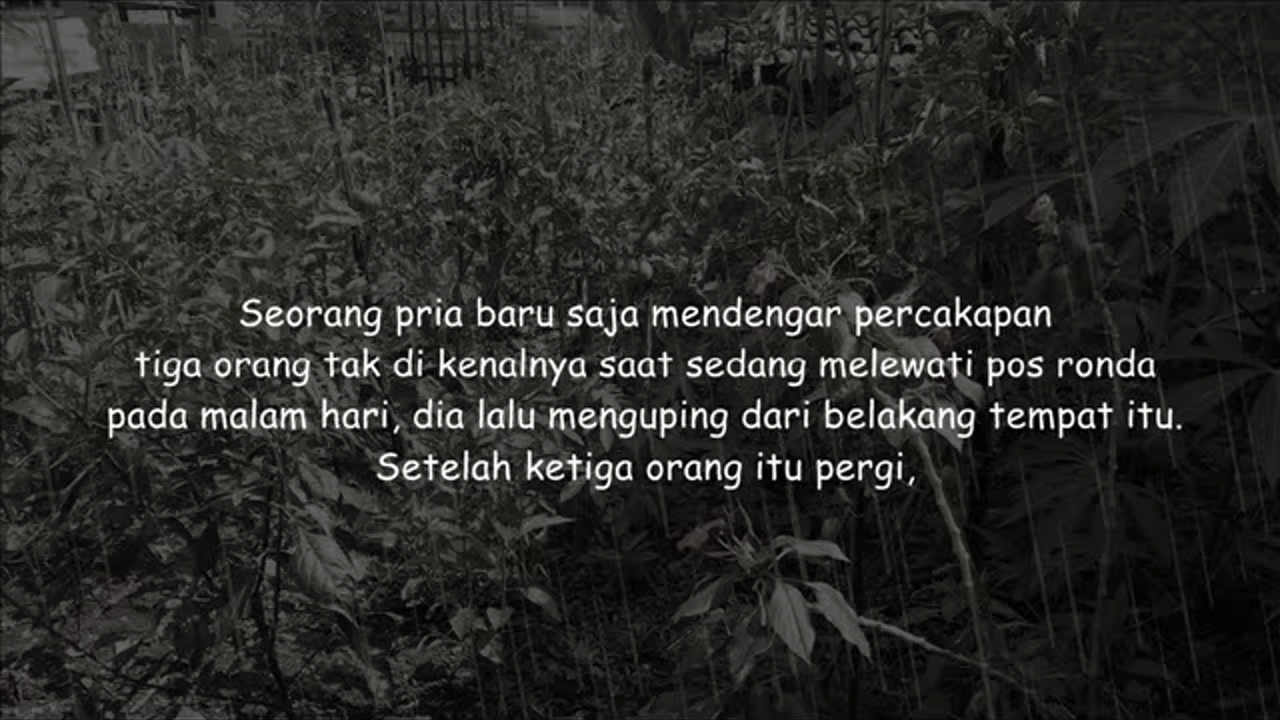 Seorang pria baru saja mendengar percakapan
tiga orang tak di kenalnya saat sedang melewati pos ronda
pada malam hari, dia lalu menguping dari belakang tempat itu.
Setelah ketiga orang itu pergi,